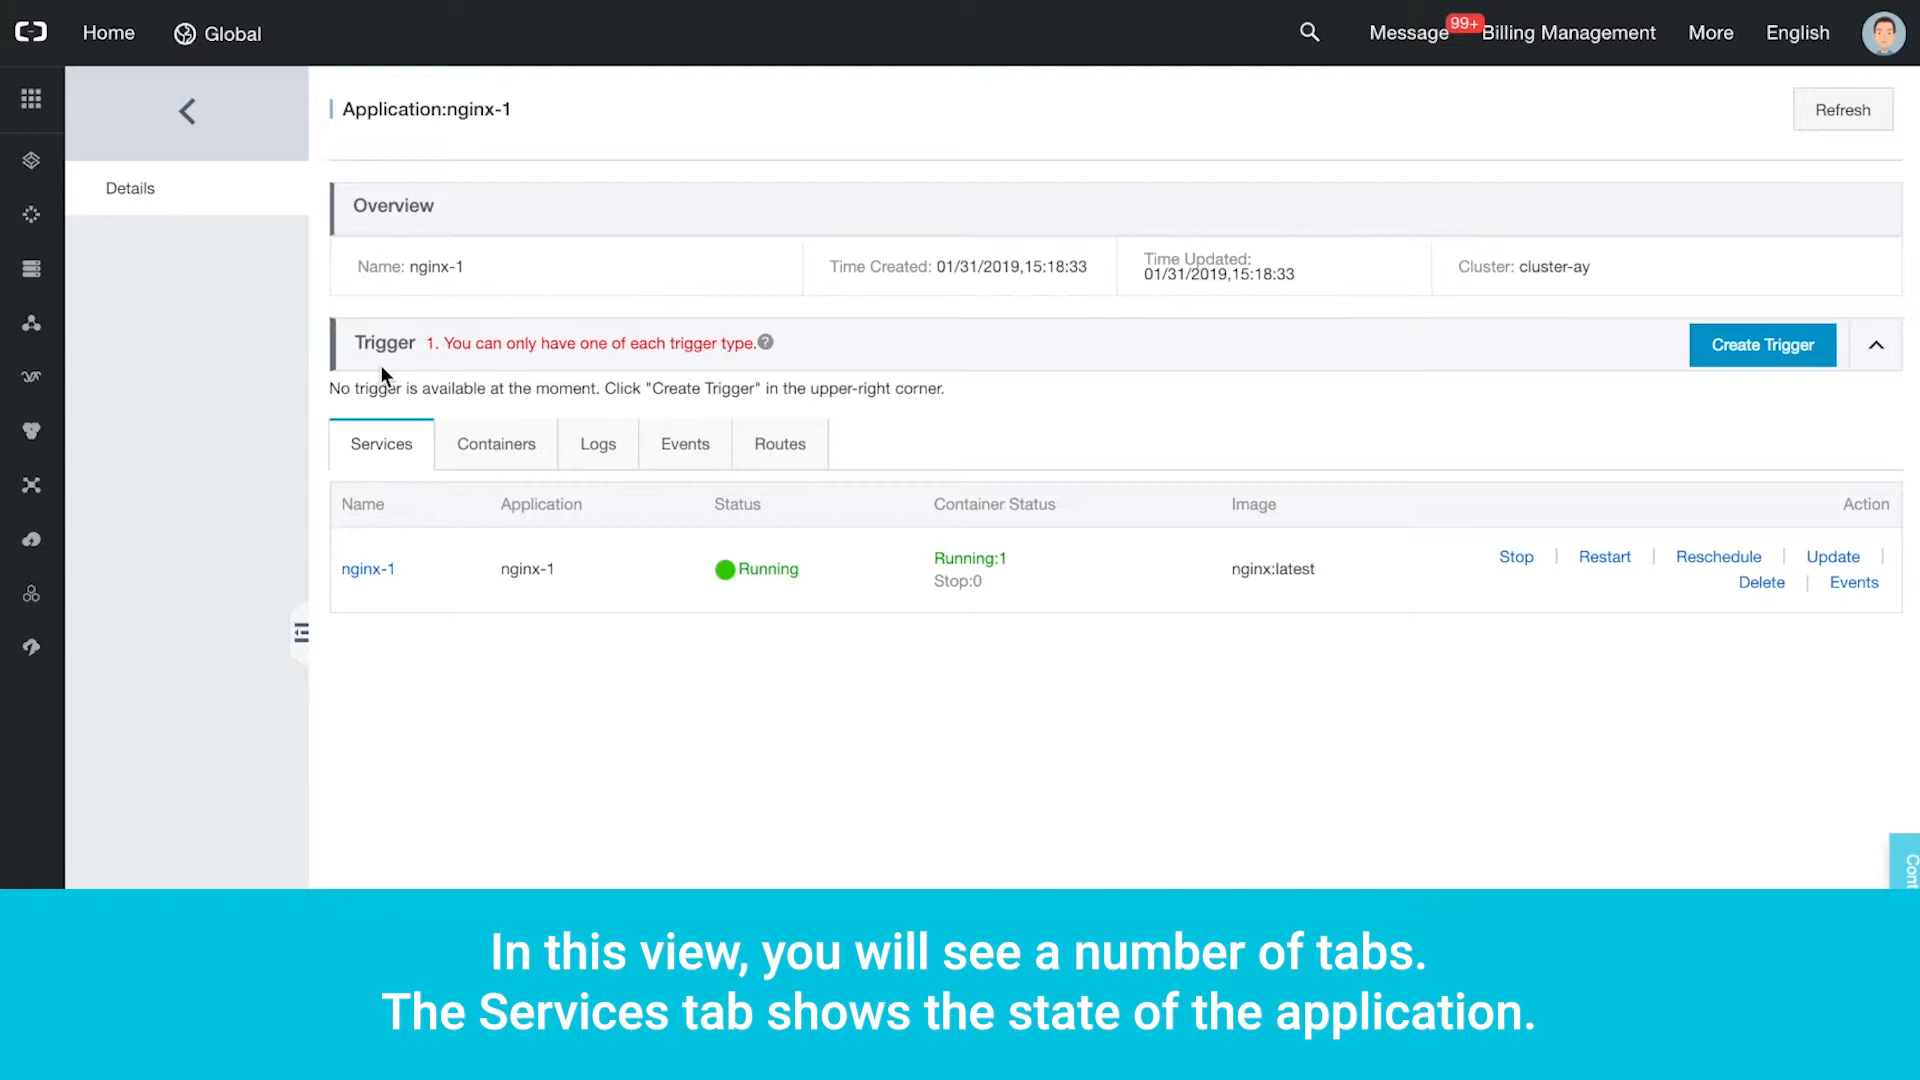 Home
Global
Message
99+
Billing Management
More
English
Application:nginx-1
Refresh
Details
Overview
Name: nginx-1
Time Created: 01/31/2019,15:18:33
Time Updated:
01/31/2019,15:18:33
Cluster: cluster-ay
Trigger
1. You can only have one of each trigger type.
Create Trigger
No trigger is available at the moment. Click "Create Trigger" in the upper-right corner.
Services
Containers
Logs
Events
Routes
Name
Application
Status
Container Status
Image
Action
nginx-1
nginx-1
Running
Running:1
Stop:0
nginx:latest
Stop | Restart | Reschedule | Update |
Delete | Events
Cont
In this view, you will see a number of tabs.
The Services tab shows the state of the application.